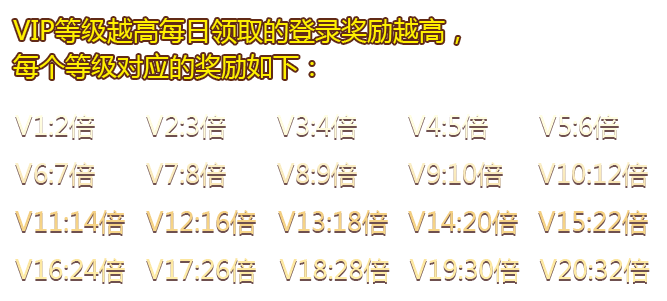 VIP等级越高每日领取的登录奖励越高，
每个等级对应的奖励如下：
V1:2倍 V2:3倍 V3:4倍 V4:5倍 V5:6倍
V6:7倍 V7:8倍 V8:9倍 V9:10倍 V10:12倍
V11:14倍 V12:16倍 V13:18倍 V14:20倍 V15:22倍
V16:24倍 V17:26倍 V18:28倍 V19:30倍 V20:32倍